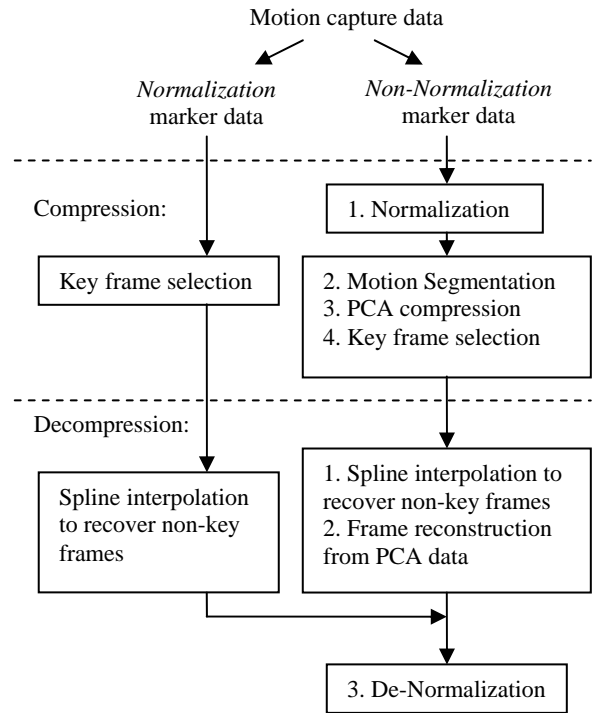 Motion capture data
Normalization
marker data
Non-Normalization
marker data
Compression:
1. Normalization
Key frame selection
2. Motion Segmentation
3. PCA compression
4. Key frame selection
Decompression:
Spline interpolation
to recover non-key
frames
1. Spline interpolation to
recover non-key frames
2. Frame reconstruction
from PCA data
3. De-Normalization